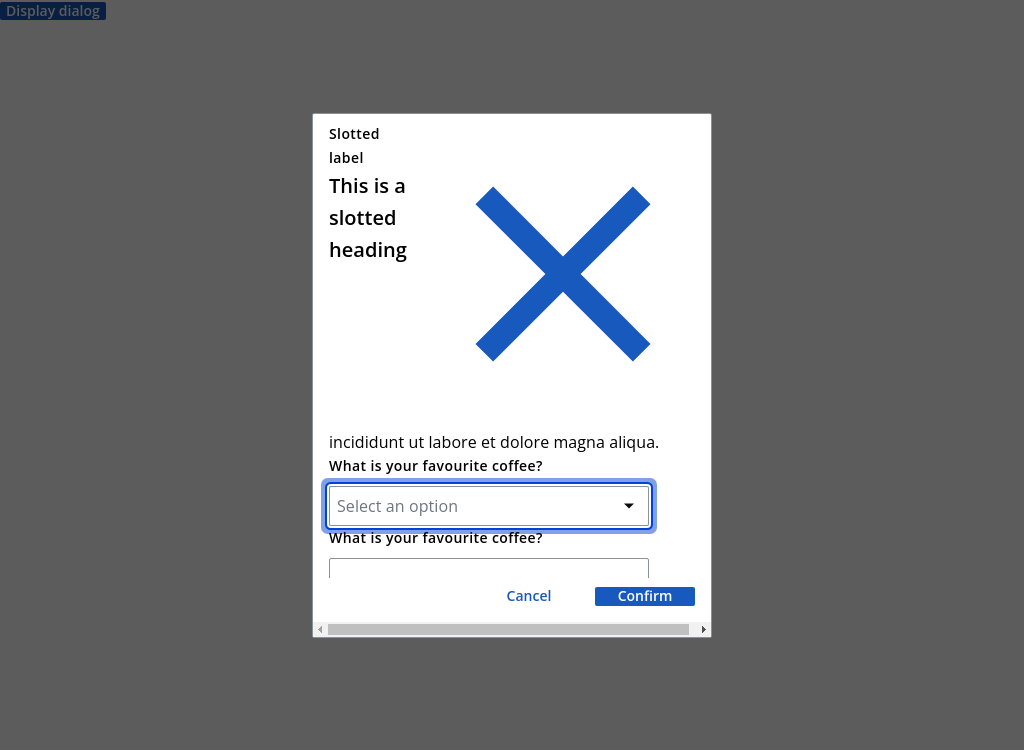 Display dialog
Slotted
label
This is a
slotted
heading
incididunt ut labore et dolore magna aliqua.
What is your favourite coffee?
Select an option
What is your favourite coffee?
Cancel
Confirm